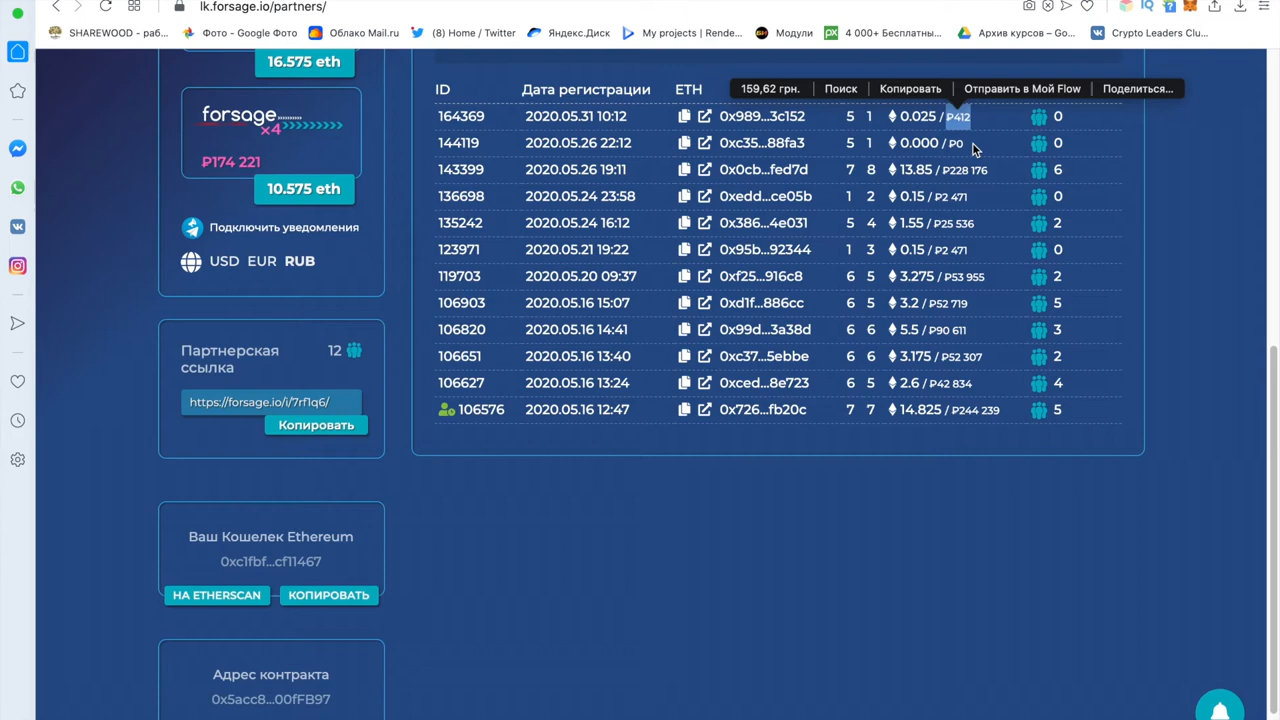 lk.forsage.io/partners/
SHAREWOOD - раб...
Фото - Google Фото
Облако Mail.ru
(8) Home / Twitter
Яндекс.Диск
My projects | Rende...
Модули
4 000+ Бесплатны...
Архив курсов – Go...
Crypto Leaders Clu...
16.575 eth
forsage
x4
₽174 221
10.575 eth
Подключить уведомления
USD EUR RUB
Партнерская ссылка 12
https://forsage.io/i/7rf1q6/
Копировать
Ваш Кошелек Ethereum
0xc1fbf...cf11467
НА ETHERSCAN
КОПИРОВАТЬ
Адрес контракта
0x5acc8...00fFB97
159,62 грн. Поиск Копировать Отправить в Мой Flow Поделиться...
ID Дата регистрации ETH
164369 2020.05.31 10:12 0x989...3c152 5 1 0.025 / ₽412 0
144119 2020.05.26 22:12 0xc35...88fa3 5 1 0.000 / ₽0 0
143399 2020.05.26 19:11 0x0cb...fed7d 7 8 13.85 / ₽228 176 6
136698 2020.05.24 23:58 0xedd...ce05b 1 2 0.15 / ₽2 471 0
135242 2020.05.24 16:12 0x386...4e031 5 4 1.55 / ₽25 536 2
123971 2020.05.21 19:22 0x95b...92344 1 3 0.15 / ₽2 471 0
119703 2020.05.20 09:37 0xf25...916c8 6 5 3.275 / ₽53 955 2
106903 2020.05.16 15:07 0xd1f...886cc 6 5 3.2 / ₽52 719 5
106820 2020.05.16 14:41 0x99d...3a38d 6 6 5.5 / ₽90 611 3
106651 2020.05.16 13:40 0xc37...5ebbe 6 6 3.175 / ₽52 307 2
106627 2020.05.16 13:24 0xced...8e723 6 5 2.6 / ₽42 834 4
106576 2020.05.16 12:47 0x726...fb20c 7 7 14.825 / ₽244 239 5